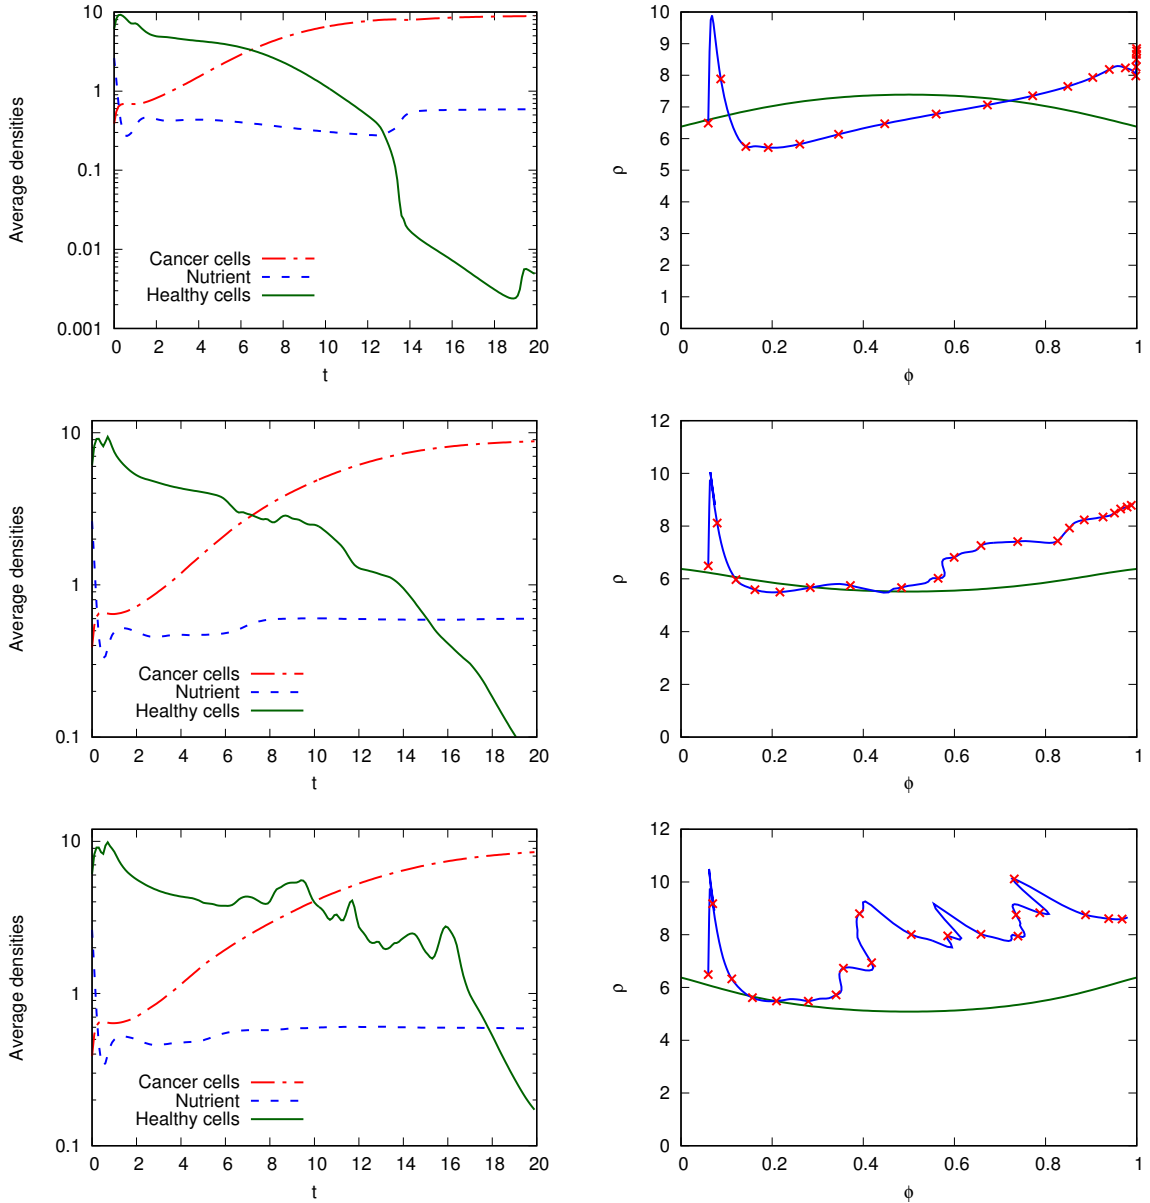 10
1
0.1
0.01
0.001
0 2 4 6 8 10 12 14 16 18 20
Average densities
t
Cancer cells
Nutrient
Healthy cells
10
9
8
7
6
5
4
3
2
1
0
0 0.2 0.4 0.6 0.8 1
ρ
ϕ
10
1
0.1
0 2 4 6 8 10 12 14 16 18 20
Average densities
t
Cancer cells
Nutrient
Healthy cells
12
10
8
6
4
2
0
0 0.2 0.4 0.6 0.8 1
ρ
ϕ
10
1
0.1
0 2 4 6 8 10 12 14 16 18 20
Average densities
t
Cancer cells
Nutrient
Healthy cells
12
10
8
6
4
2
0
0 0.2 0.4 0.6 0.8 1
ρ
ϕ